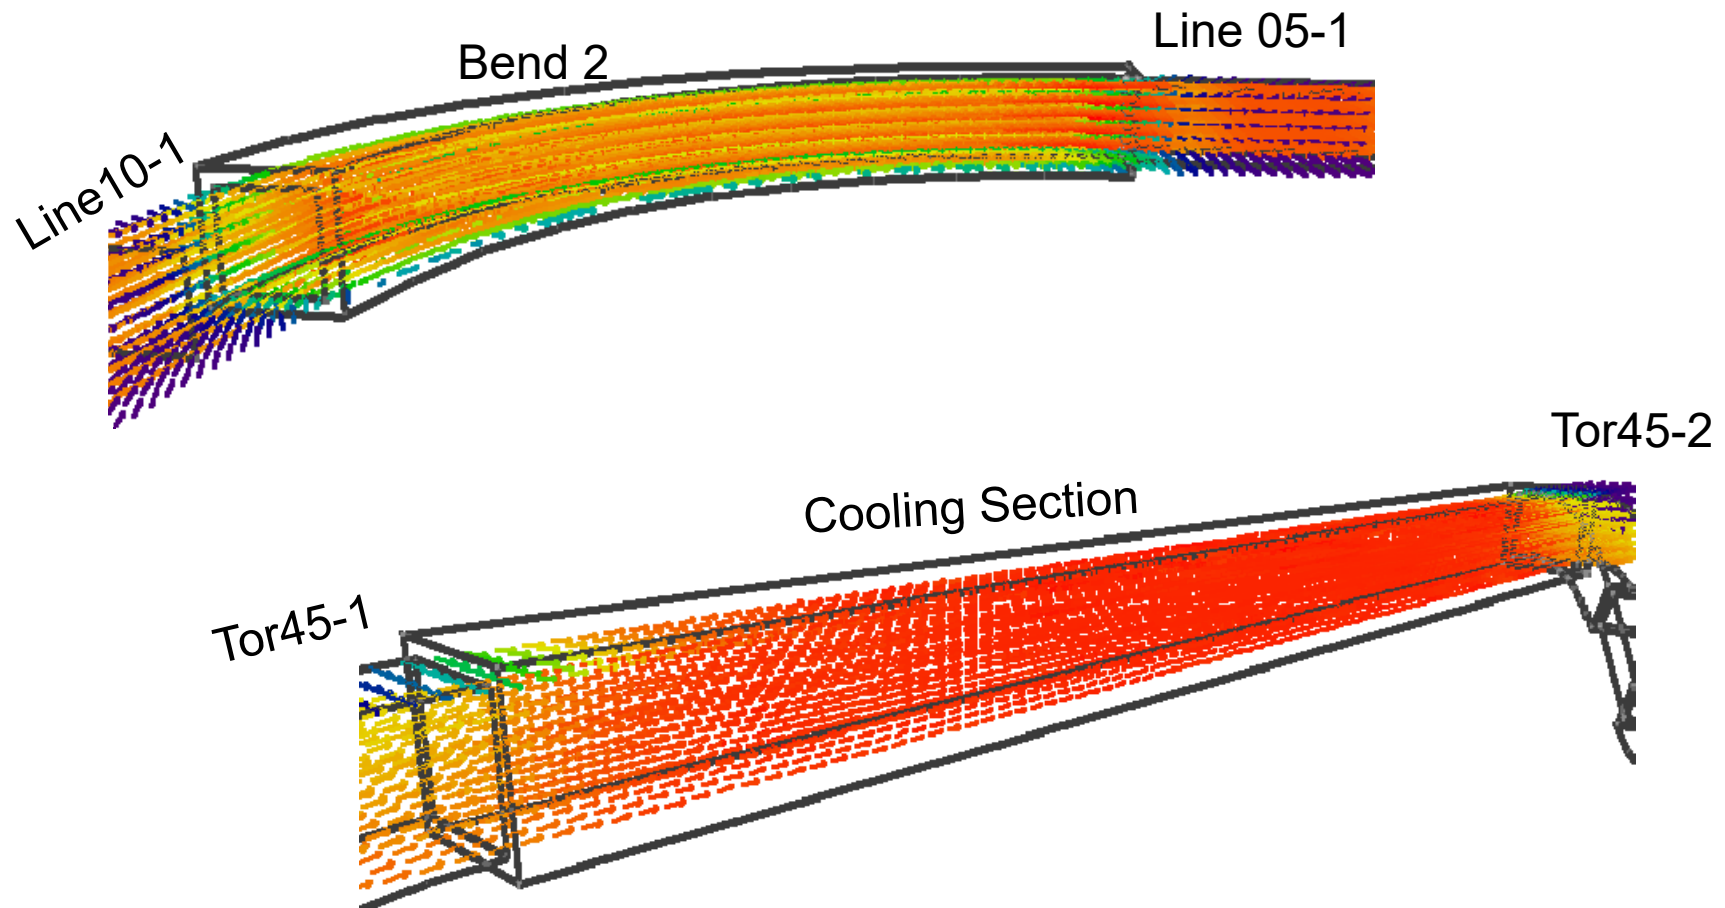 Line 05-1
Bend 2
Line10-1
Tor45-2
Cooling Section
Tor45-1